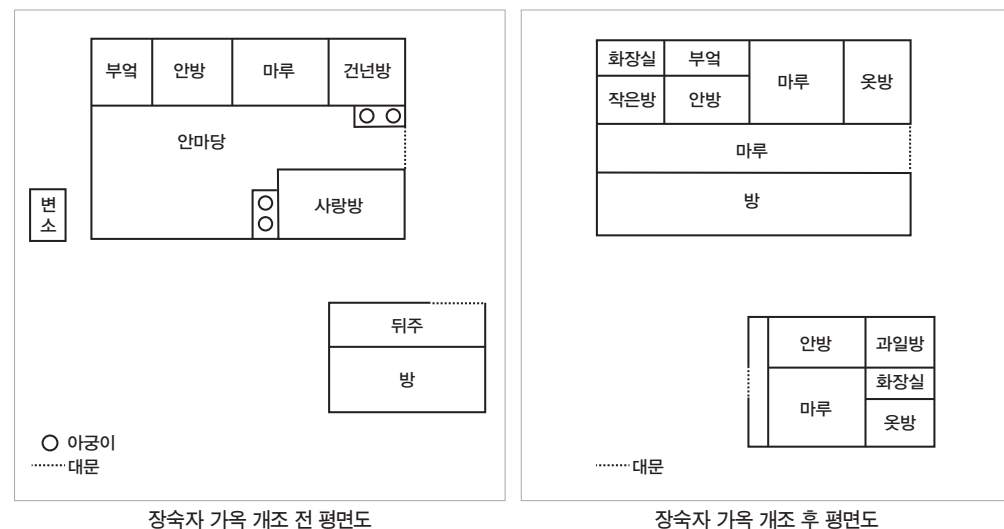 부엌 안방 마루 건넌방
안마당
사랑방
변
소
뒤주
방
아궁이
대문
장숙자 가옥 개조 전 평면도
화장실 부엌 마루 옷방
작은방 안방
마루
방
안방 과일방
화장실
마루
옷방
대문
장숙자 가옥 개조 후 평면도